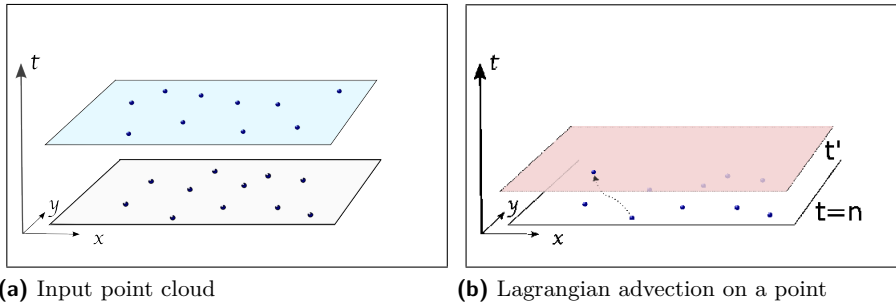 t
y
x
t
t'
t=n
y
x
(a) Input point cloud
(b) Lagrangian advection on a point